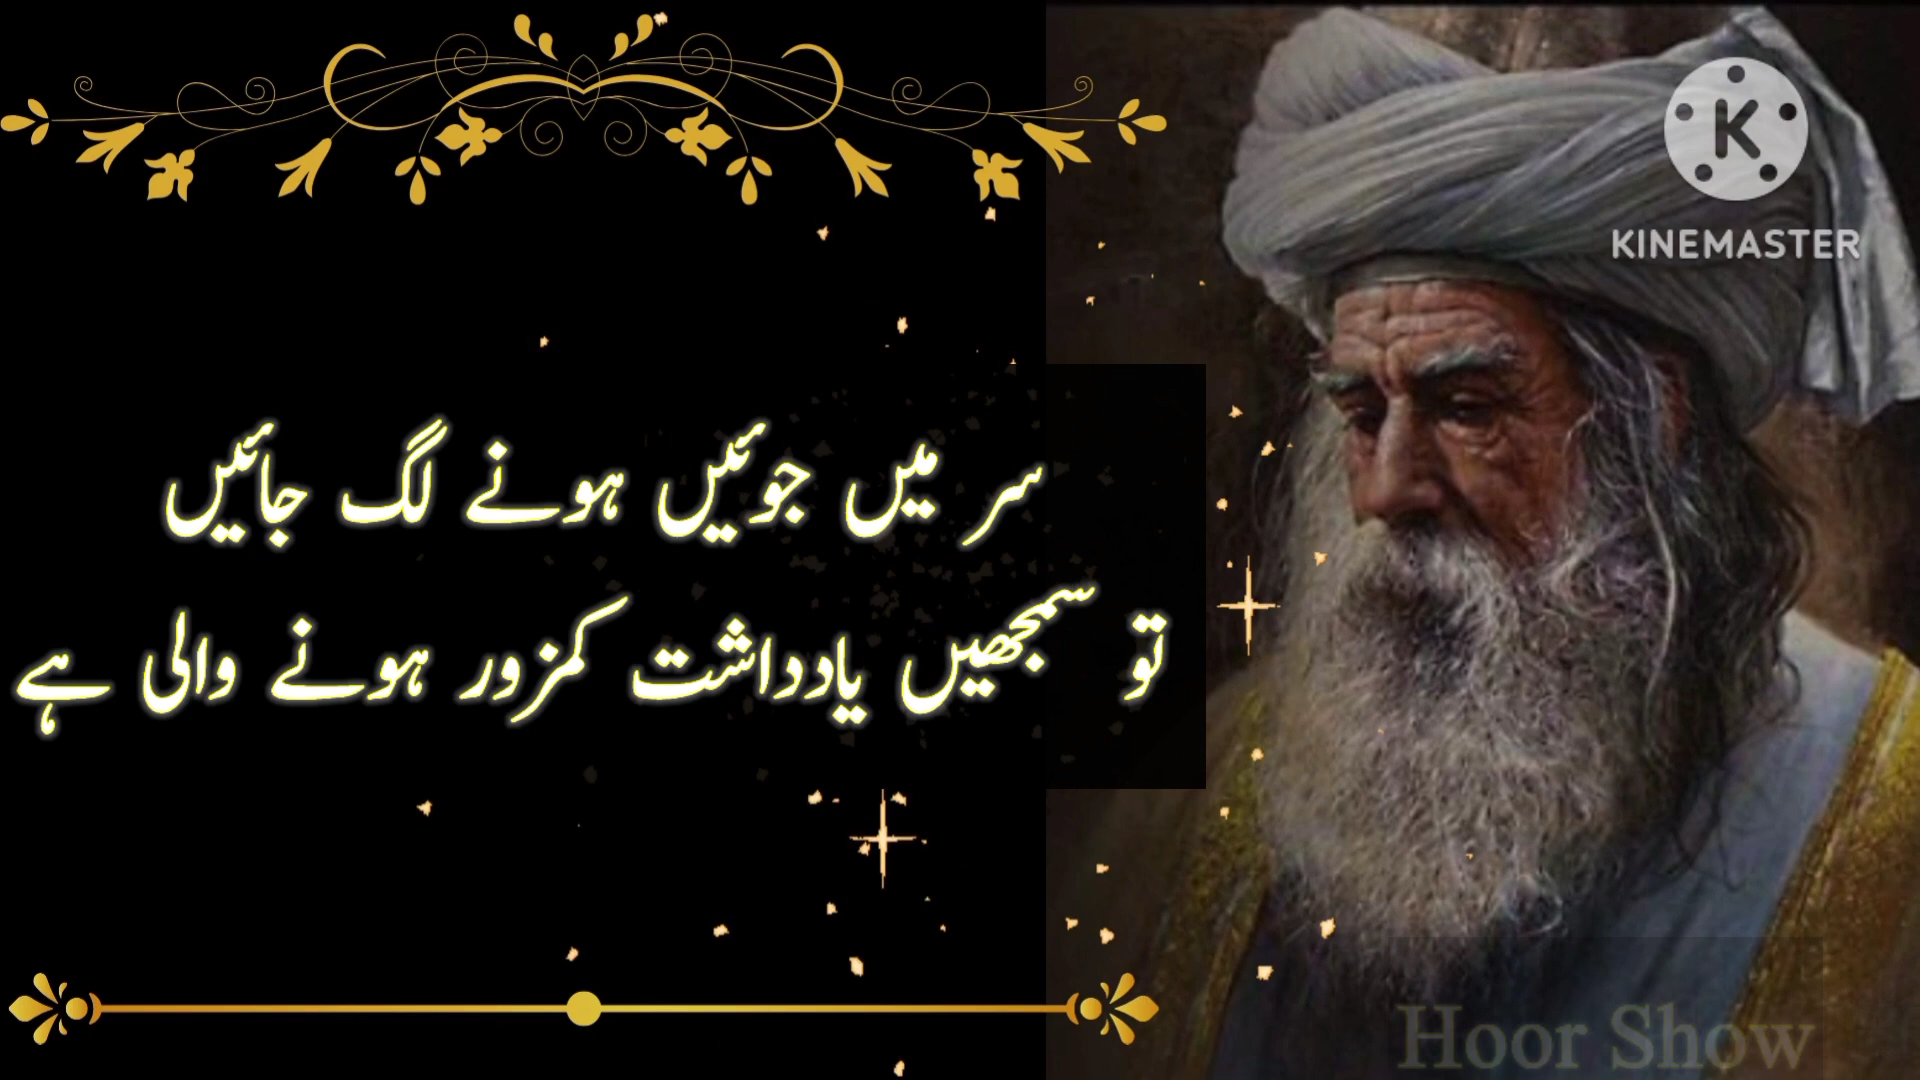 سر میں جوئیں ہونے لگ جائیں
تو سمجھیں یادداشت کمزور ہونے والی ہے
K
KINEMASTER
Hoor Show